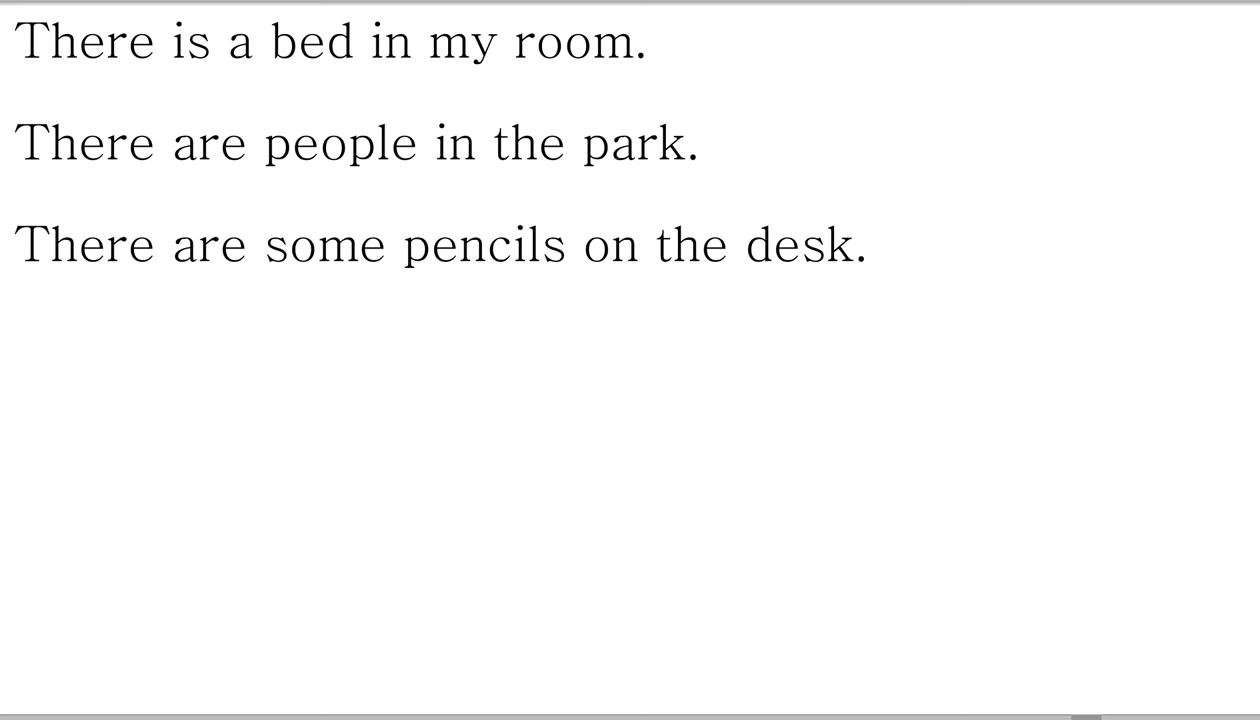 There is a bed in my room.
There are people in the park.
There are some pencils on the desk.